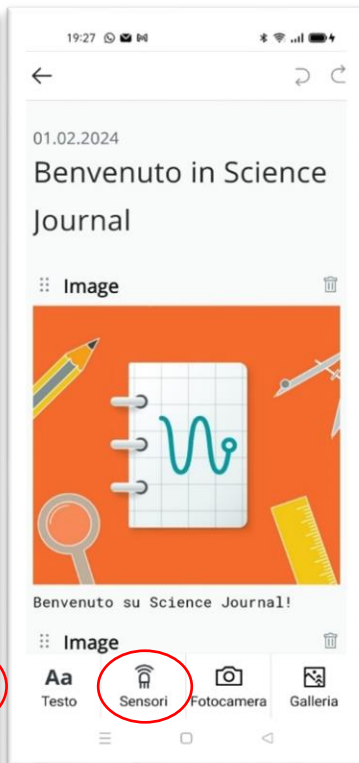 19:27
01.02.2024
Benvenuto in Science
Journal
Image
Benvenuto su Science Journal!
Image
Aa
Testo Sensori Fotocamera Galleria